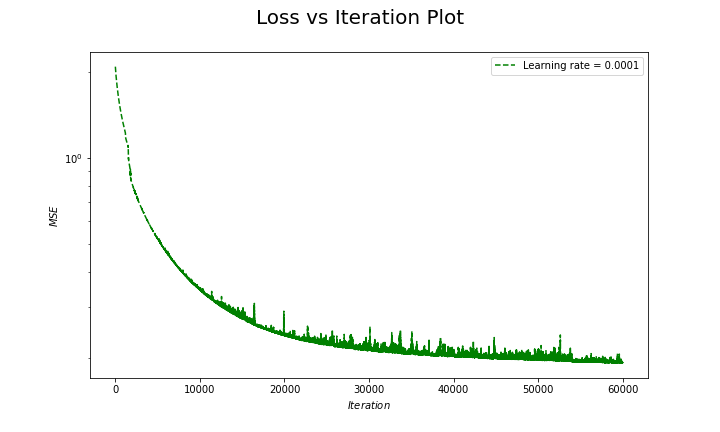 Loss vs Iteration Plot
Learning rate = 0.0001
10⁰
MSE
0 10000 20000 30000 40000 50000 60000
Iteration